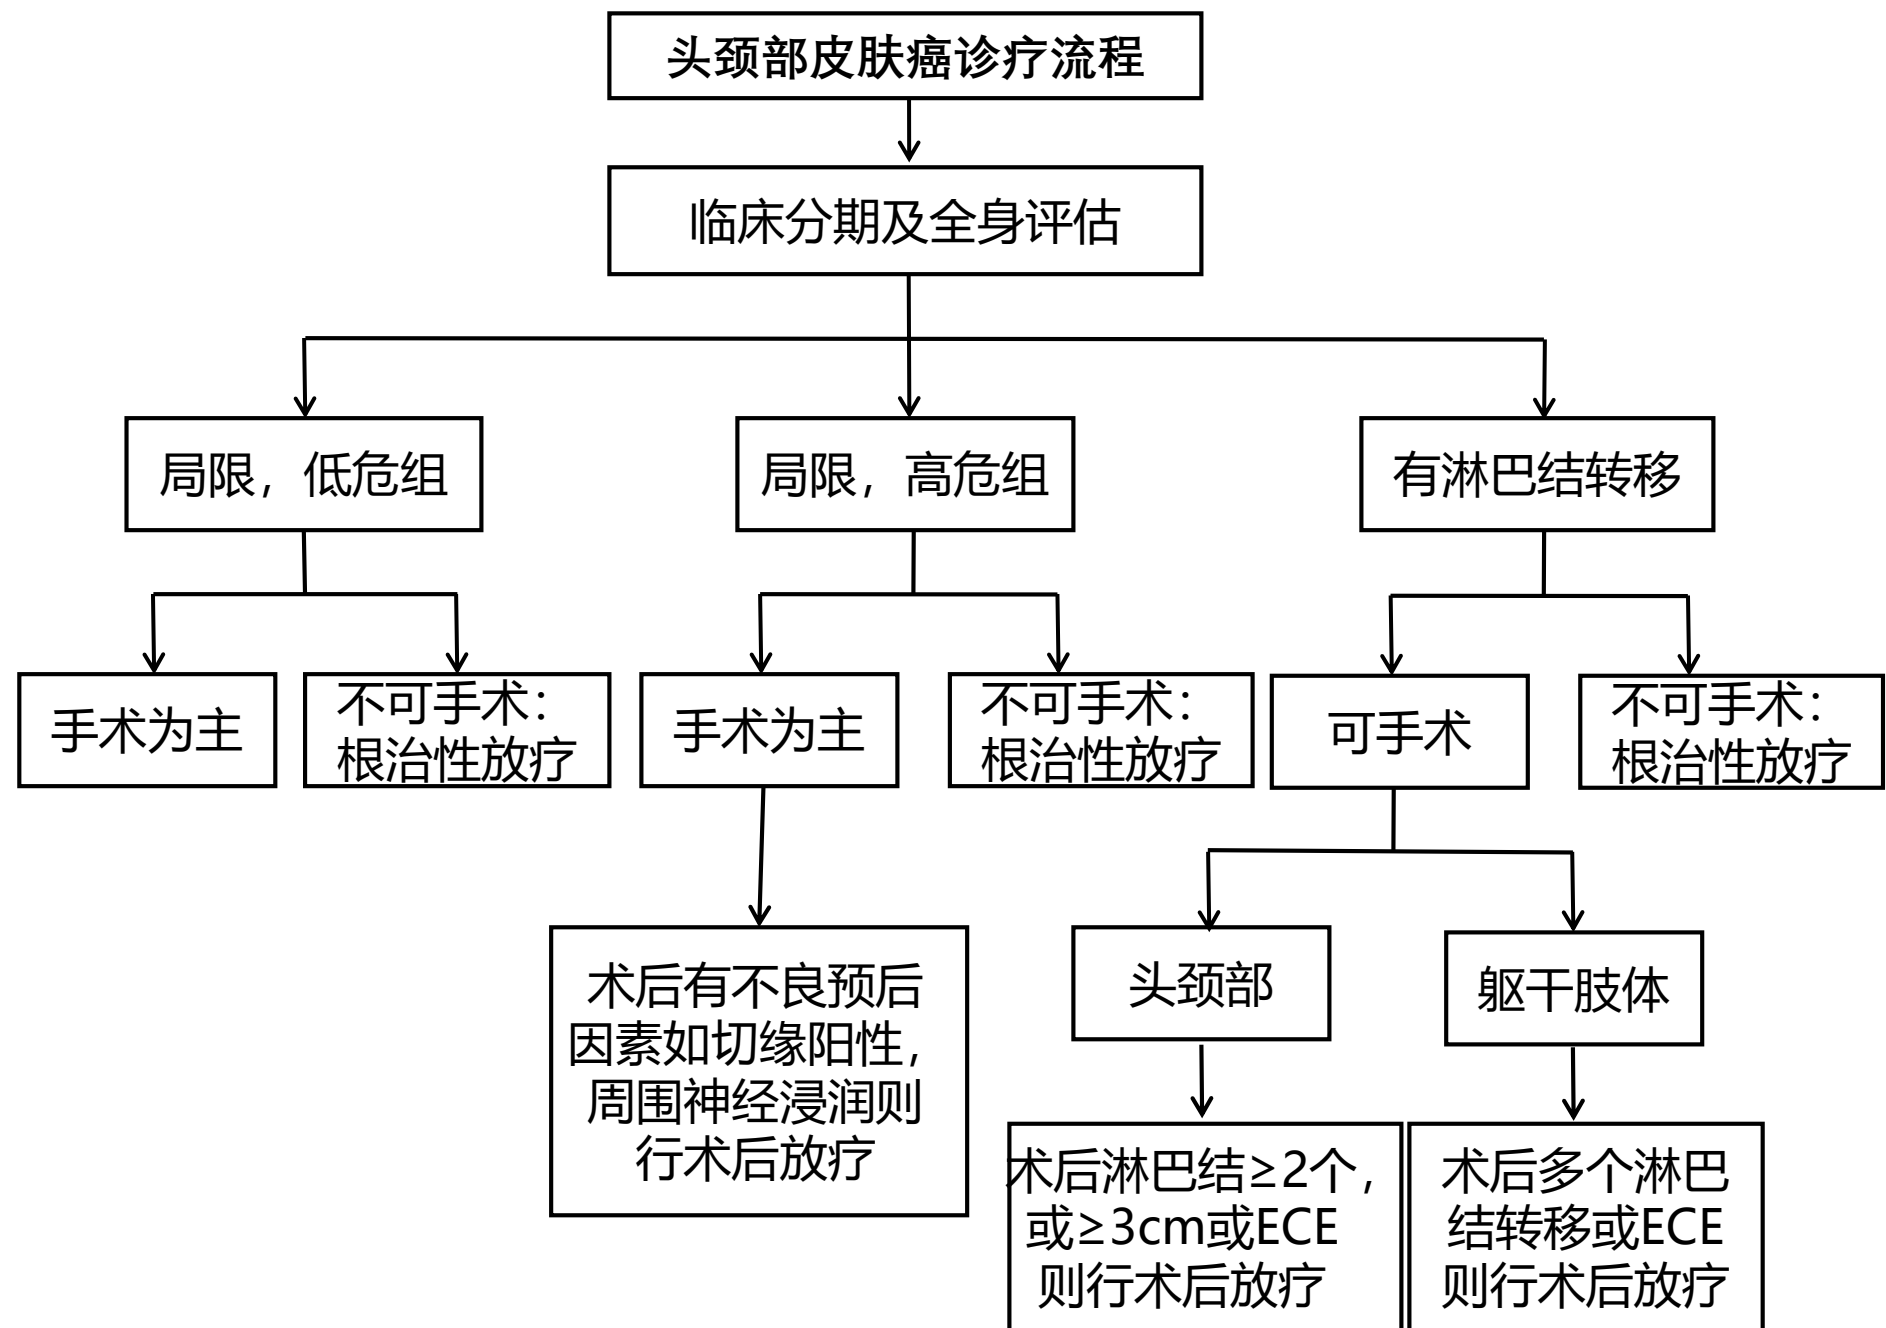 头颈部皮肤癌诊疗流程
临床分期及全身评估
局限，低危组
局限，高危组
有淋巴结转移
手术为主
不可手术：
根治性放疗
手术为主
不可手术：
根治性放疗
可手术
不可手术：
根治性放疗
术后有不良预后
因素如切缘阳性，
周围神经浸润则
行术后放疗
头颈部
躯干肢体
术后淋巴结≥2个，
或≥3cm或ECE
则行术后放疗
术后多个淋巴
结转移或ECE
则行术后放疗